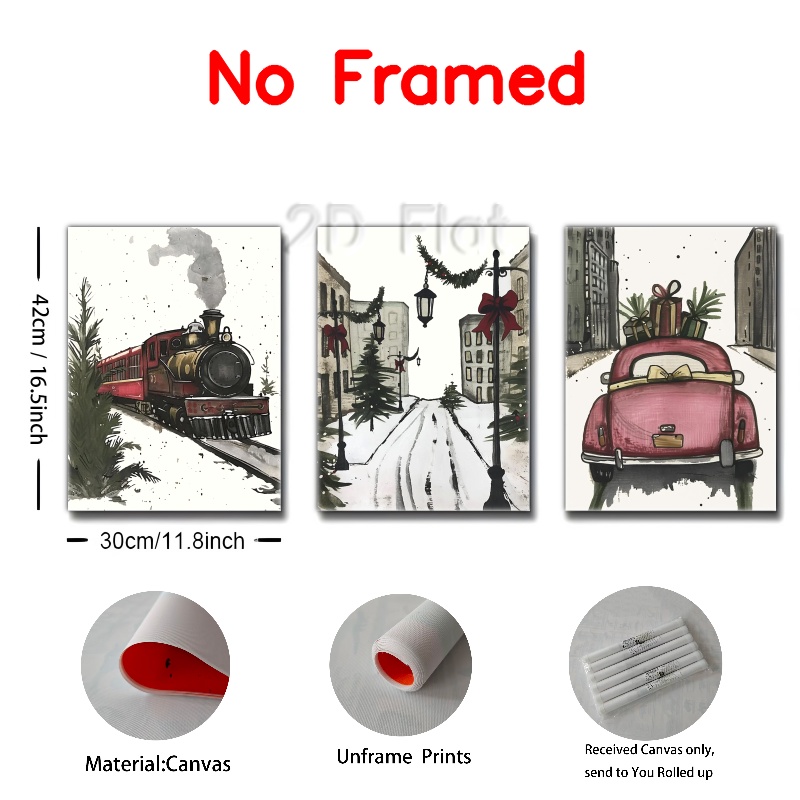 No Framed
2D Flat
42cm / 16.5inch
30cm/11.8inch
Material:Canvas
Unframe Prints
Received Canvas only,
send to You Rolled up